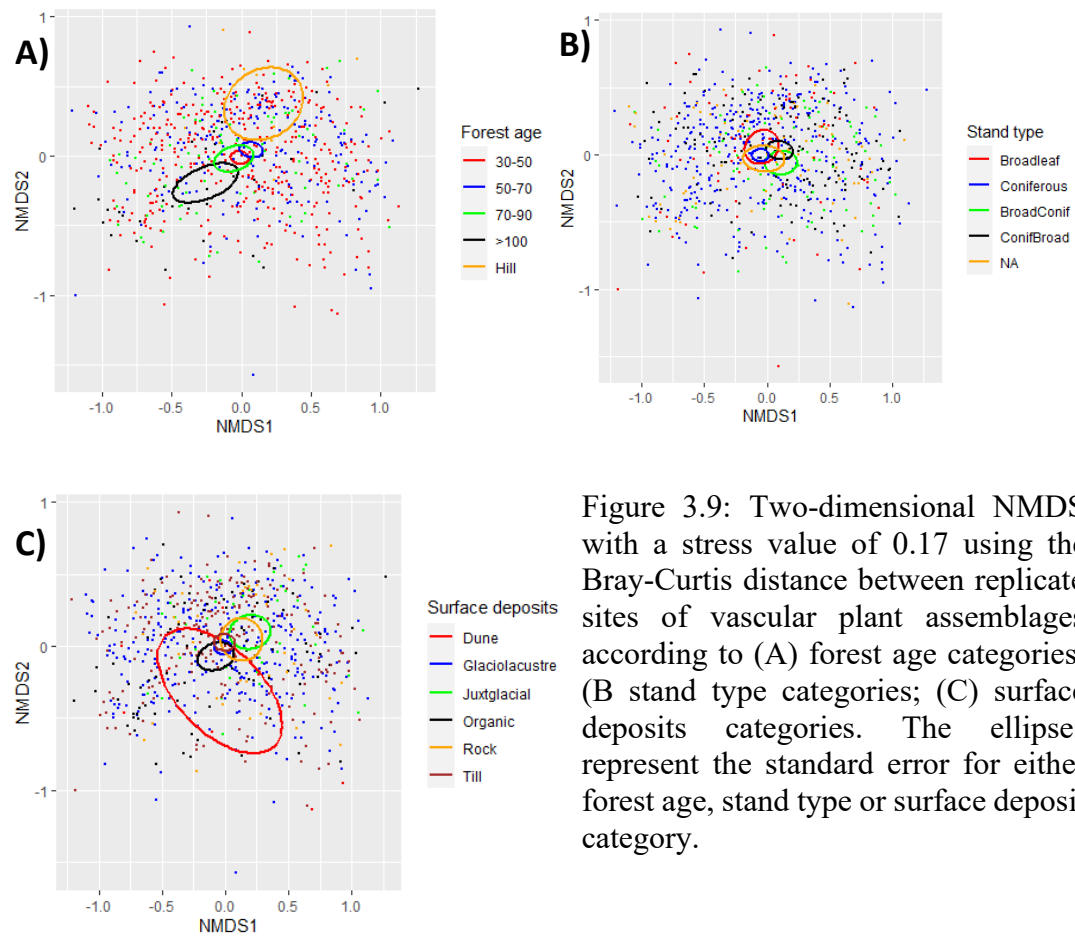 A)
1
0
-1
NMDS2
-1.0 -0.5 0.0 0.5 1.0
NMDS1
Forest age
30-50
50-70
70-90
>100
Hill
B)
1
0
-1
NMDS2
-1.0 -0.5 0.0 0.5 1.0
NMDS1
Stand type
Broadleaf
Coniferous
BroadConif
ConifBroad
NA
C)
1
0
-1
NMDS2
-1.0 -0.5 0.0 0.5 1.0
NMDS1
Surface deposits
Dune
Glaciolacustre
Juxtglacial
Organic
Rock
Till
Figure 3.9: Two-dimensional NMDS
with a stress value of 0.17 using the
Bray-Curtis distance between replicate
sites of vascular plant assemblages
according to (A) forest age categories
(B stand type categories; (C) surface
deposits categories. The ellipse
represent the standard error for eithe
forest age, stand type or surface deposi
category.